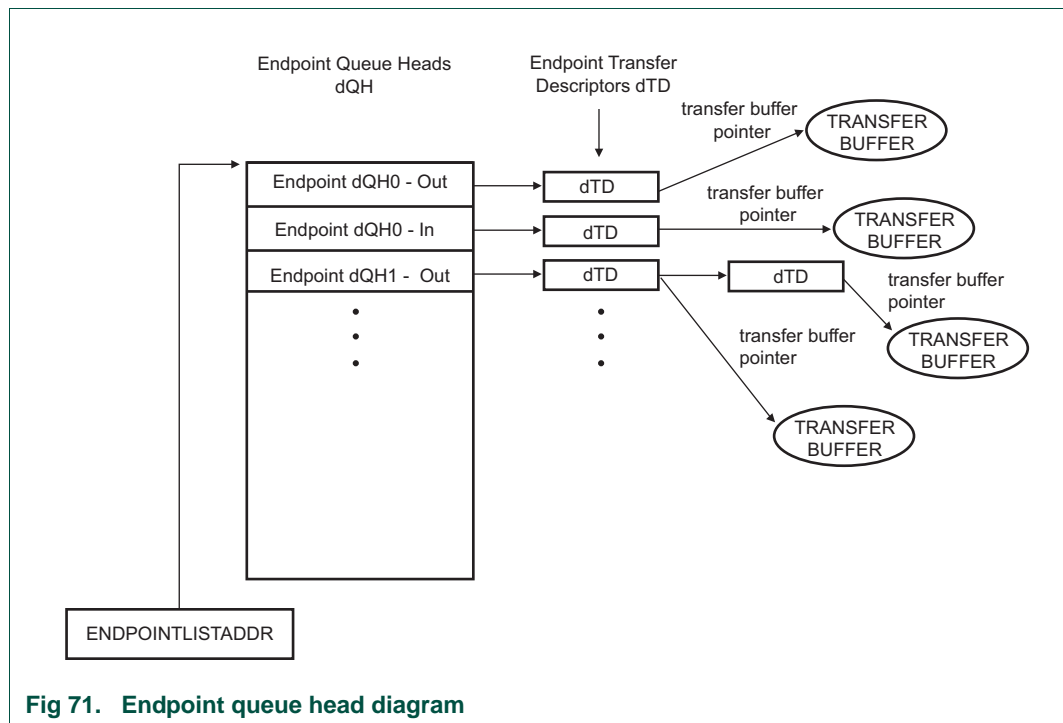 Endpoint Queue Heads
dQH
Endpoint Transfer
Descriptors dTD
transfer buffer
pointer
TRANSFER
BUFFER
Endpoint dQH0 - Out
dTD
transfer buffer
pointer
Endpoint dQH0 - In
dTD
TRANSFER
BUFFER
Endpoint dQH1 - Out
dTD
dTD
transfer buffer
pointer
transfer buffer
pointer
TRANSFER
BUFFER
TRANSFER
BUFFER
ENDPOINTLISTADDR
Fig 71. Endpoint queue head diagram